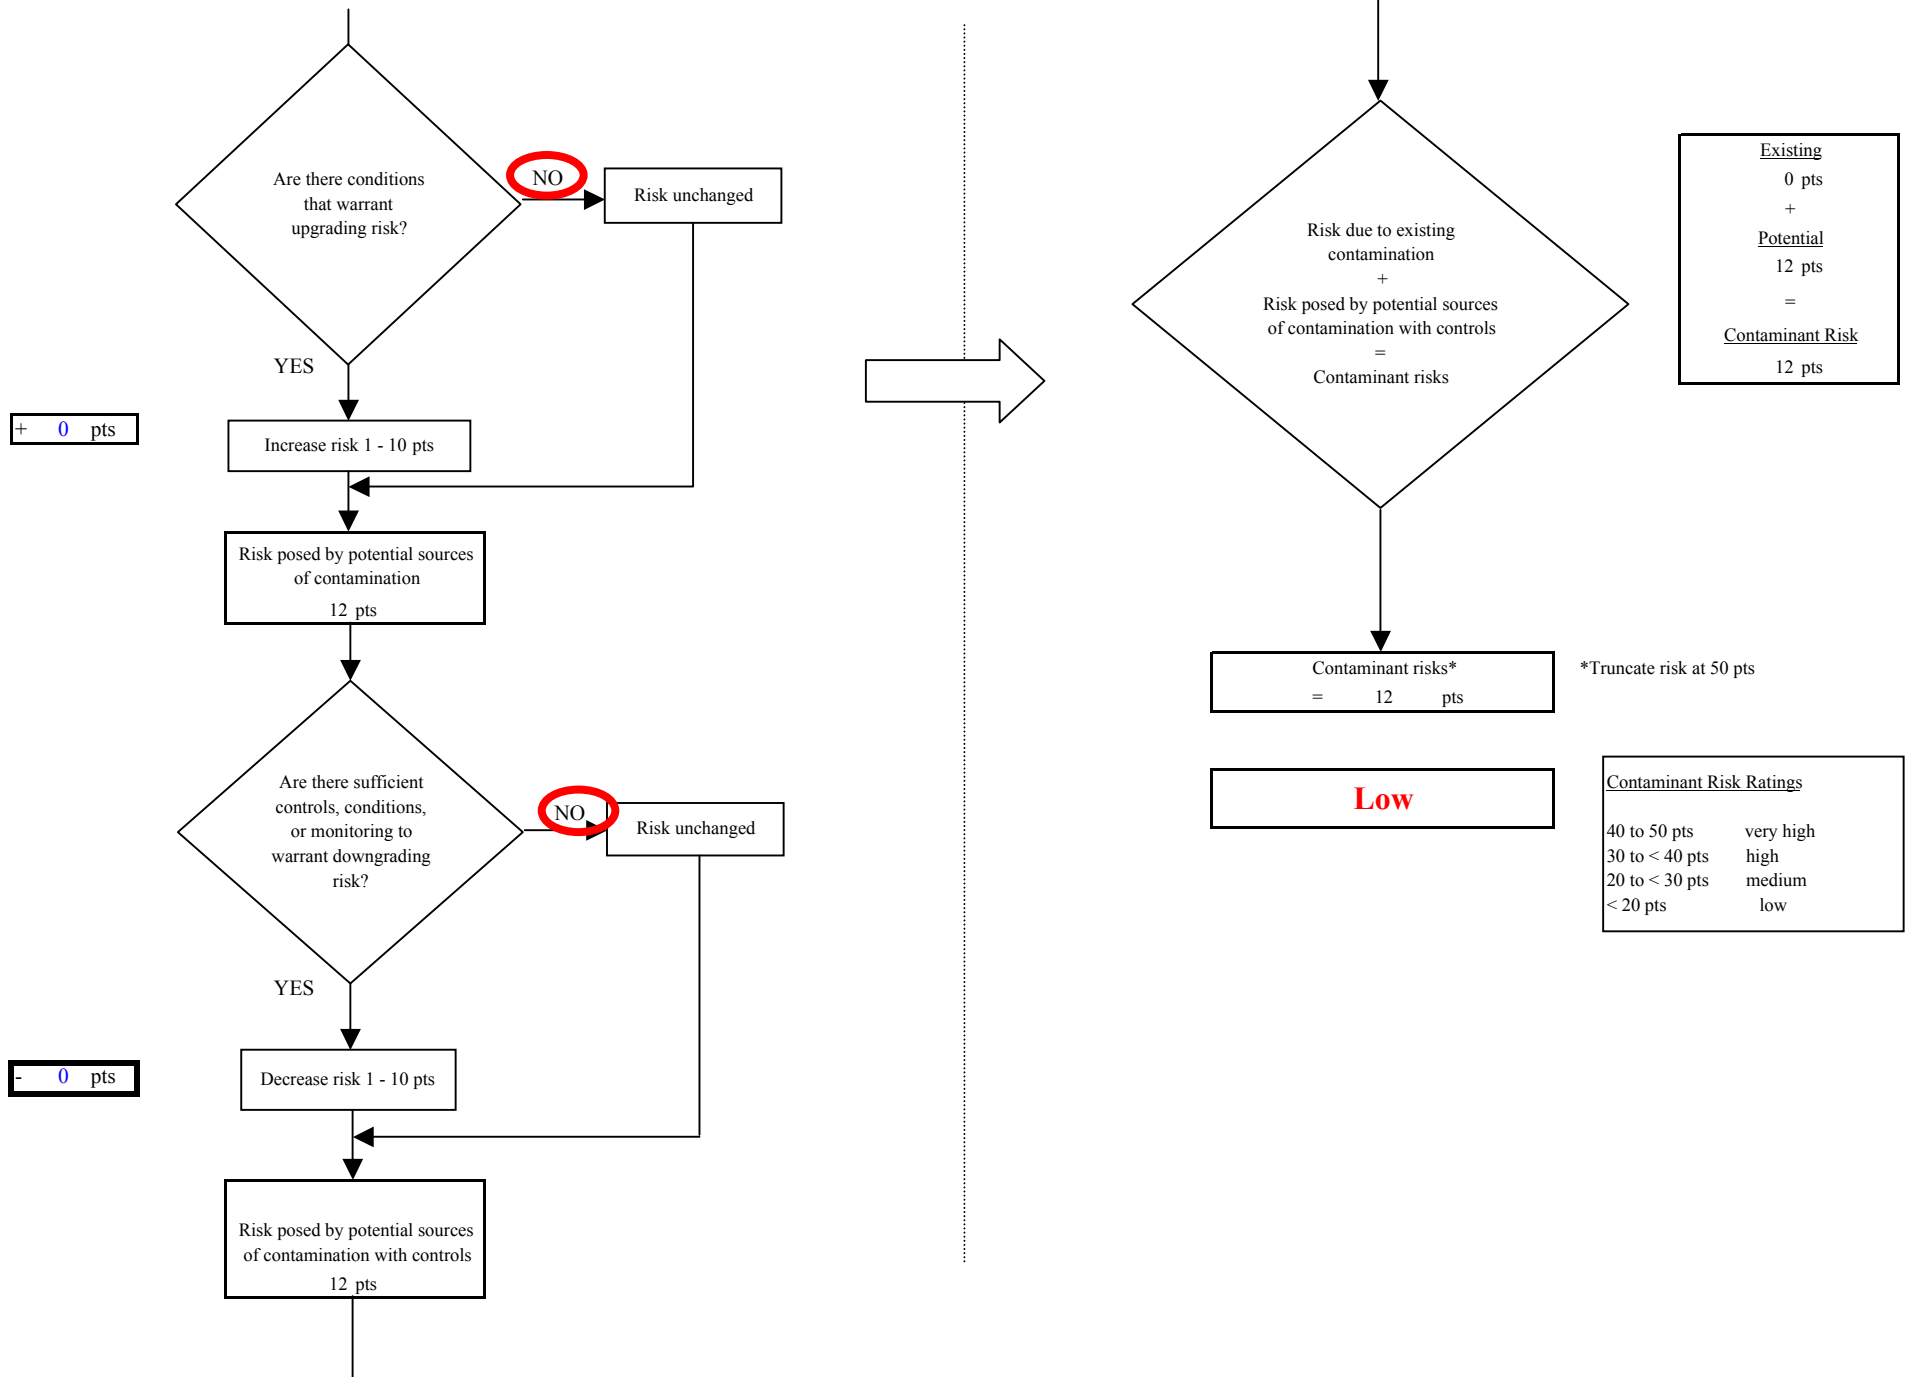 Are there conditions
that warrant
upgrading risk?
NO
Risk unchanged
YES
+ 0 pts
Increase risk 1 - 10 pts
Risk posed by potential sources
of contamination
12 pts
Are there sufficient
controls, conditions,
or monitoring to
warrant downgrading
risk?
NO
Risk unchanged
YES
- 0 pts
Decrease risk 1 - 10 pts
Risk posed by potential sources
of contamination with controls
12 pts
Risk due to existing
contamination
+
Risk posed by potential sources
of contamination with controls
=
Contaminant risks
Existing
0 pts
+
Potential
12 pts
=
Contaminant Risk
12 pts
Contaminant risks*
= 12 pts
*Truncate risk at 50 pts
Low
Contaminant Risk Ratings
40 to 50 pts very high
30 to < 40 pts high
20 to < 30 pts medium
< 20 pts low